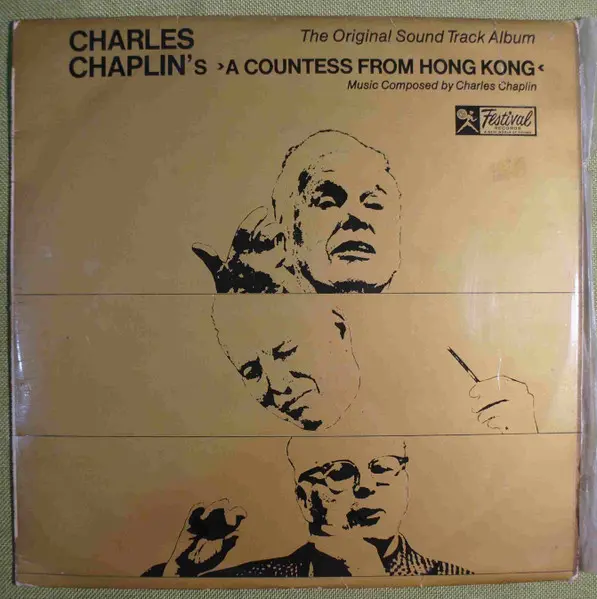 CHARLES
CHAPLIN's ›A COUNTESS FROM HONG KONG‹
The Original Sound Track Album
Music Composed by Charles Chaplin
Festival
RECORDS